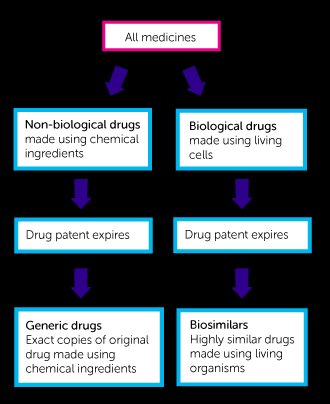 All medicines
Non-biological drugs
made using chemical
ingredients
Biological drugs
made using living
cells
Drug patent expires
Drug patent expires
Generic drugs
Exact copies of original
drug made using
chemical ingredients
Biosimilars
Highly similar drugs
made using living
organisms